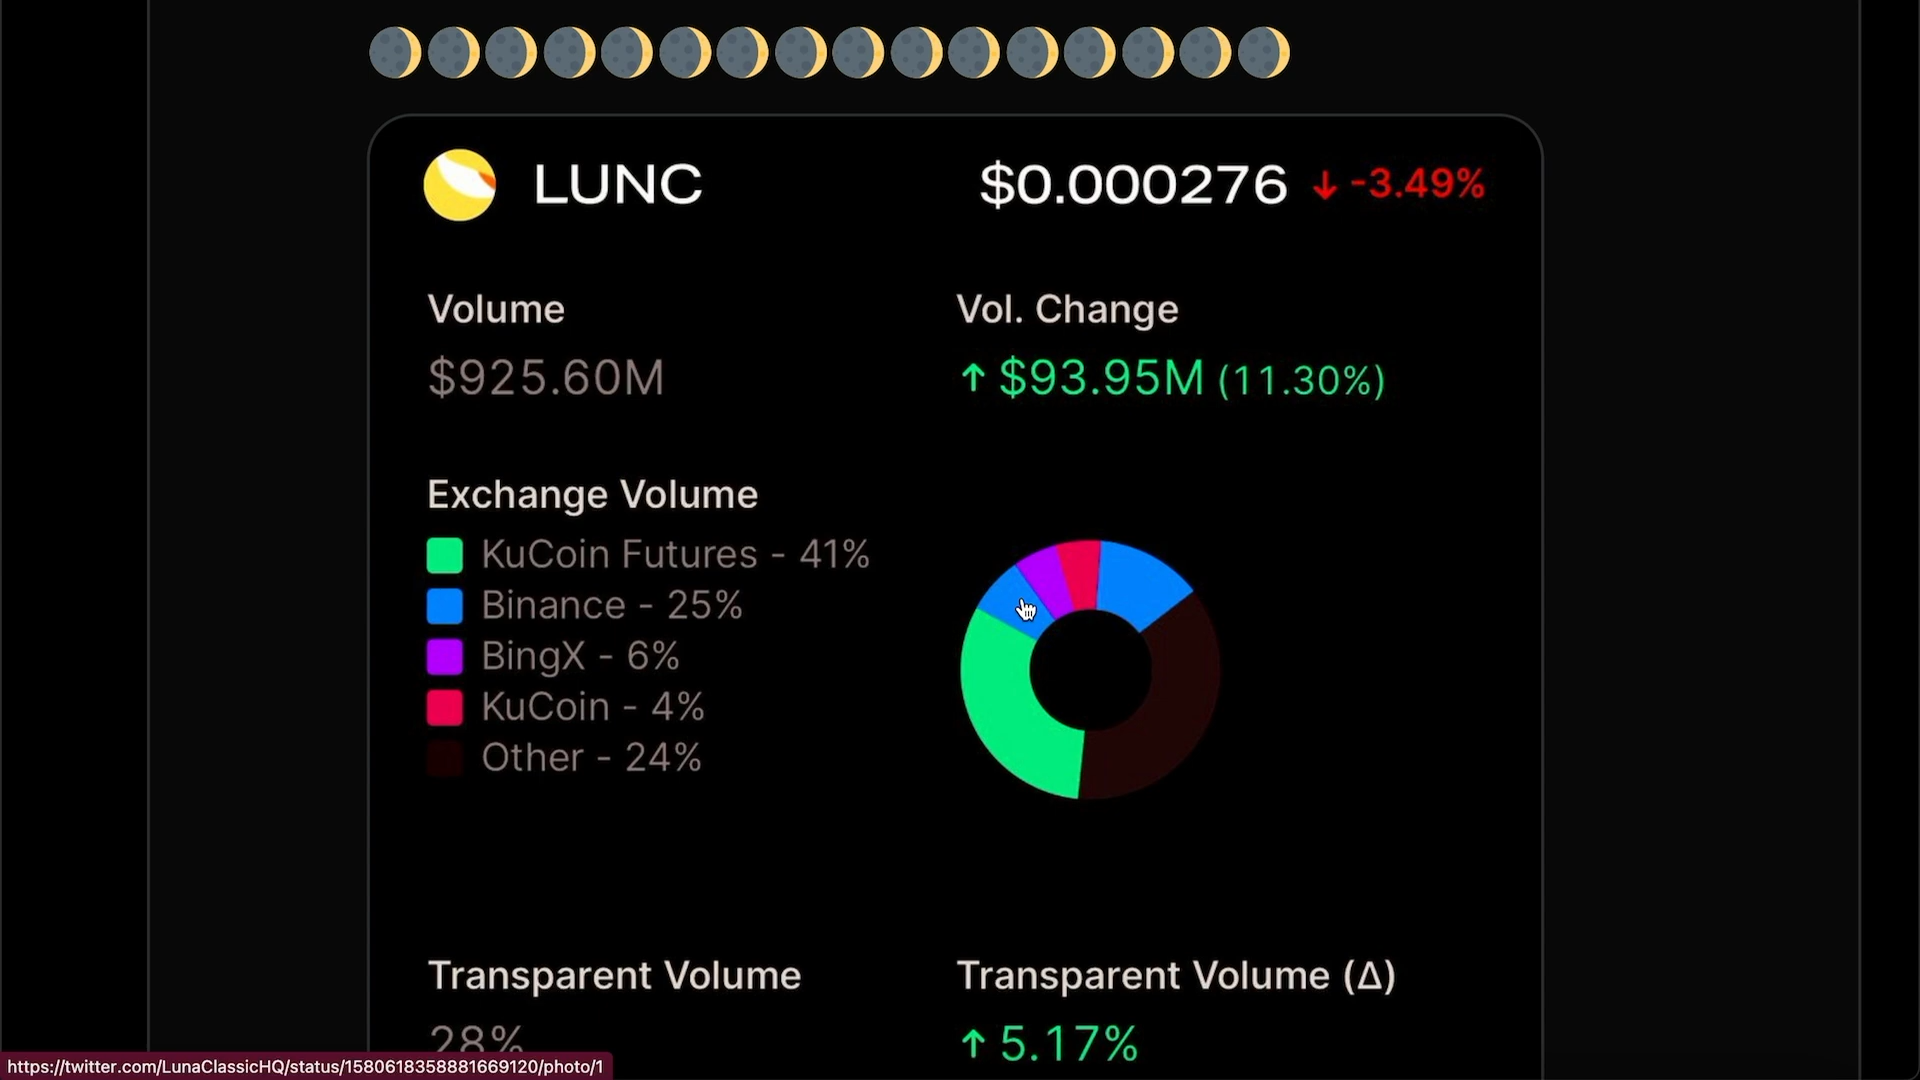 🌒🌒🌒🌒🌒🌒🌒🌒🌒🌒🌒🌒🌒🌒🌒🌒
LUNC $0.000276 ↓ -3.49%
Volume Vol. Change
$925.60M ↑ $93.95M (11.30%)
Exchange Volume
KuCoin Futures - 41%
Binance - 25%
BingX - 6%
KuCoin - 4%
Other - 24%
Transparent Volume Transparent Volume (Δ)
28% ↑ 5.17%
https://twitter.com/LunaClassicHQ/status/1580618358881669120/photo/1